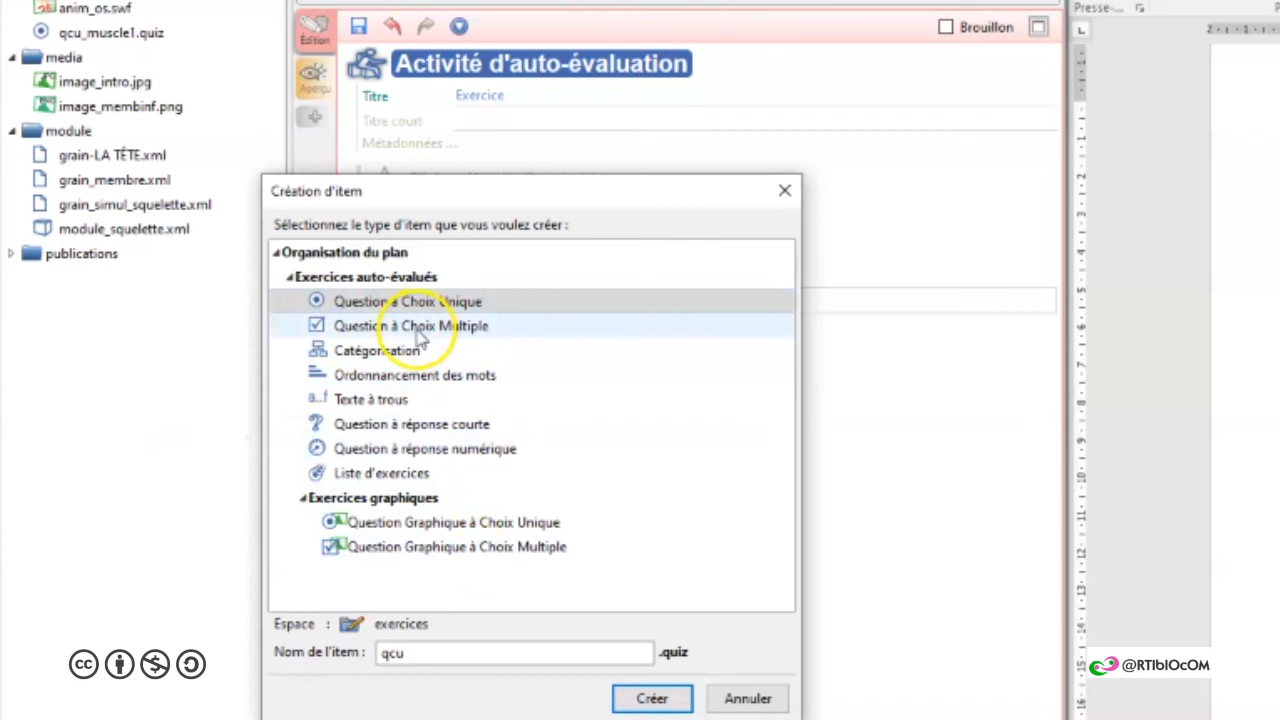 anim_os.swf
qcu_muscle1.quiz
media
image_intro.jpg
image_membinf.png
module
grain-LA TÊTE.xml
grain_membre.xml
grain_simul_squelette.xml
module_squelette.xml
publications
Édition
Aperçu
Brouillon
Activité d'auto-évaluation
Titre Exercice
Titre court
Métadonnées ...
Presse-...
Création d'item
Sélectionnez le type d'item que vous voulez créer :
Organisation du plan
Exercices auto-évalués
Question à Choix Unique
Question à Choix Multiple
Catégorisation
Ordonnancement des mots
Texte à trous
Question à réponse courte
Question à réponse numérique
Liste d'exercices
Exercices graphiques
Question Graphique à Choix Unique
Question Graphique à Choix Multiple
Espace : exercices
Nom de l'item : qcu .quiz
Créer Annuler
cc
@RTIbIOcOM